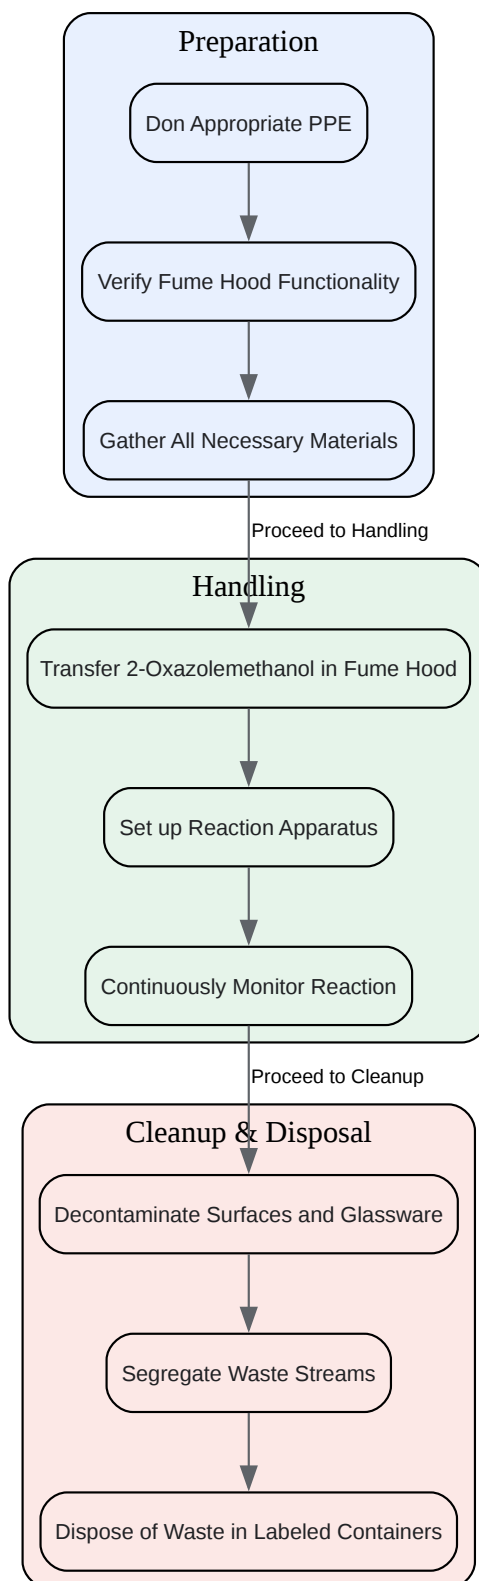 Preparation
Don Appropriate PPE
Verify Fume Hood Functionality
Gather All Necessary Materials
Proceed to Handling
Handling
Transfer 2-Oxazolemethanol in Fume Hood
Set up Reaction Apparatus
Continuously Monitor Reaction
Proceed to Cleanup
Cleanup & Disposal
Decontaminate Surfaces and Glassware
Segregate Waste Streams
Dispose of Waste in Labeled Containers